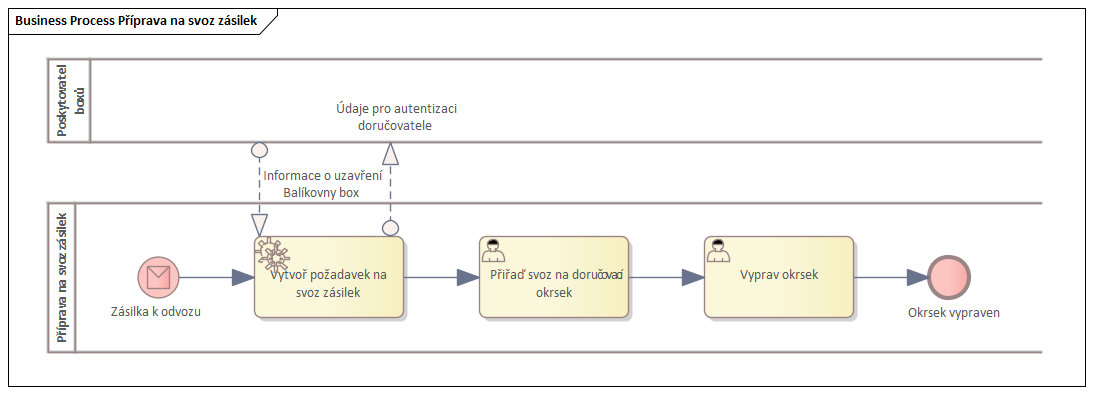 Business Process Příprava na svoz zásilek
Poskytovatel
boxů
Údaje pro autentizaci
doručovatele
Informace o uzavření
Balíkovny box
Příprava na svoz zásilek
Zásilka k odvozu
Vytvoř požadavek na
svoz zásilek
Přiřaď svoz na doručovací
okrsek
Vyprav okrsek
Okrsek vypraven